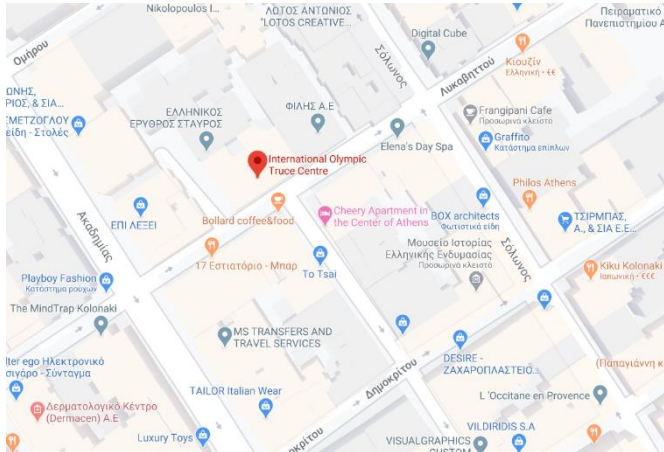 Nikolopoulos I...
ΛΩΤΟΣ ΑΝΤΩΝΙΟΣ
"LOTOS CREATIVE...
Πειραματικό
Πανεπιστημίου Α
Digital Cube
Ομήρου
Σόλωνος
Κιουζίν
Ελληνική • €€
Λυκαβηττού
ΩΝΗΣ,
ΡΙΟΣ, & ΣΙΑ...
ΣΕΜΕΤΖΟΓΛΟΥ
είδη - Στολές
ΕΛΛΗΝΙΚΟΣ
ΕΡΥΘΡΟΣ ΣΤΑΥΡΟΣ
ΦΙΛΗΣ Α.Ε
Frangipani Cafe
Προσωρινά κλειστό
Elena's Day Spa
Graffito
Κατάστημα επίπλων
International Olympic
Truce Centre
Philos Athens
ΕΠΙ ΛΕΞΕΙ
Bollard coffee&food
Cheery Apartment in
the Center of Athens
BOX architects
Φωτιστικά είδη
ΤΣΙΡΜΠΑΣ,
Α., & ΣΙΑ Ε.Ε...
Ακαδημίας
Σόλωνος
17 Εστιατόριο - Μπαρ
To Tsai
Μουσείο Ιστορίας
Ελληνικής Ενδυμασίας
Προσωρινά κλειστό
Kiku Kolonaki
Ιαπωνική • €€€
Playboy Fashion
Κατάστημα ρούχων
The MindTrap Kolonaki
MS TRANSFERS AND
TRAVEL SERVICES
lter ego Ηλεκτρονικό
σιγάρο - Σύνταγμα
DESIRE -
ΖΑΧΑΡΟΠΛΑΣΤΕΙΟ...
(Παπαγιάννη κ
Δημοκρίτου
TAILOR Italian Wear
L 'Occitane en Provence
Δερματολογικό Κέντρο
(Dermacen) Α.Ε
Luxury Toys
οκρίτου
VISUALGRAPHICS
CUSTOM
VILDIRIDIS S.A